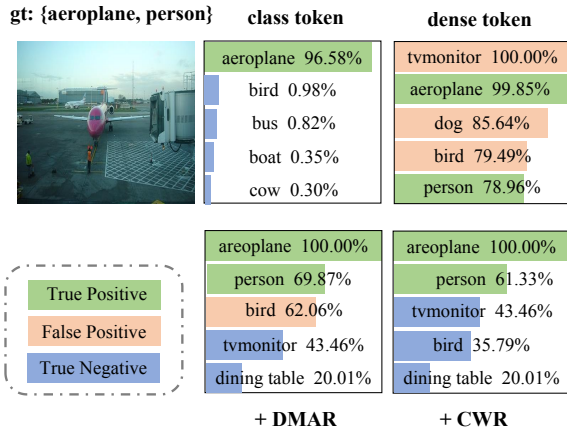 gt: {aeroplane, person}
class token
dense token
aeroplane 96.58%
bird 0.98%
bus 0.82%
boat 0.35%
cow 0.30%
tvmonitor 100.00%
aeroplane 99.85%
dog 85.64%
bird 79.49%
person 78.96%
True Positive
False Positive
True Negative
areoplane 100.00%
person 69.87%
bird 62.06%
tvmonitor 43.46%
dining table 20.01%
+ DMAR
areoplane 100.00%
person 61.33%
tvmonitor 43.46%
bird 35.79%
dining table 20.01%
+ CWR